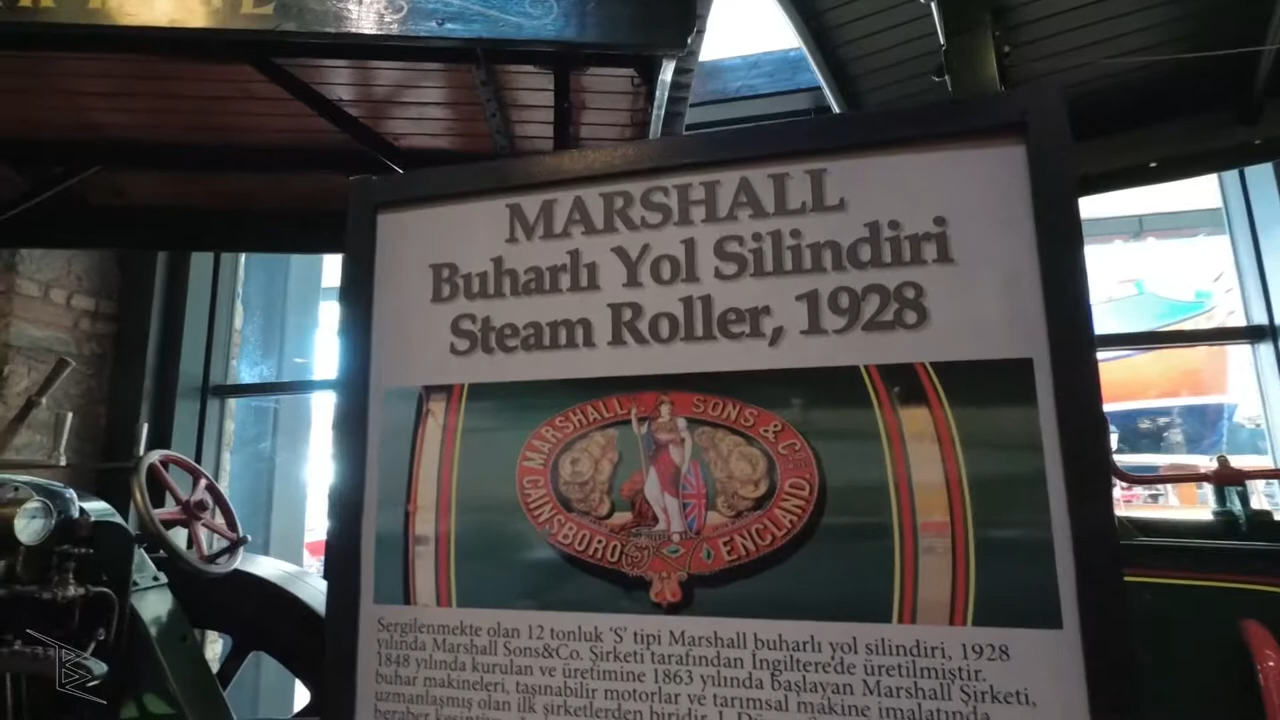 MARSHALL
Buharlı Yol Silindiri
Steam Roller, 1928
MARSHALL SONS & Co. LTD.
GAINSBORO' ENGLAND.
Sergilenmekte olan 12 tonluk 'S' tipi Marshall buharlı yol silindiri, 1928
yılında Marshall Sons&Co. Şirketi tarafından İngiltere'de üretilmiştir.
1848 yılında kurulan ve üretimine 1863 yılında başlayan Marshall Şirketi,
buhar makineleri, taşınabilir motorlar ve tarımsal makine imalatında
uzmanlaşmış olan ilk şirketlerden biridir. I.
beraber